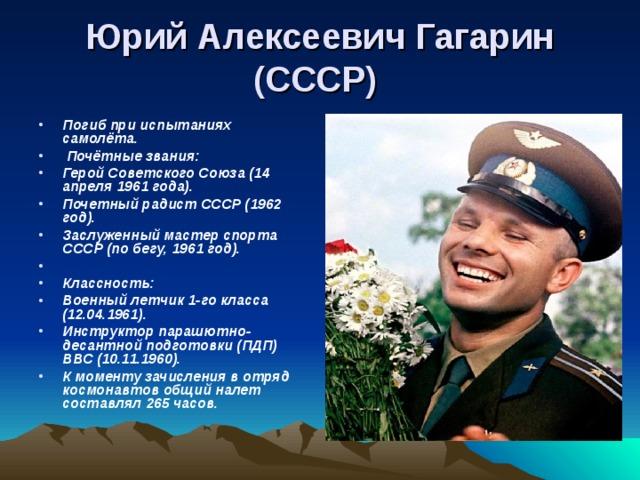 Юрий Алексеевич Гагарин
(СССР)
• Погиб при испытаниях
самолёта.
• Почётные звания:
• Герой Советского Союза (14
апреля 1961 года).
• Почетный радист СССР (1962
год).
• Заслуженный мастер спорта
СССР (по бегу, 1961 год).
•
• Классность:
• Военный летчик 1-го класса
(12.04.1961).
• Инструктор парашютно-
десантной подготовки (ПДП)
ВВС (10.11.1960).
• К моменту зачисления в отряд
космонавтов общий налет
составлял 265 часов.